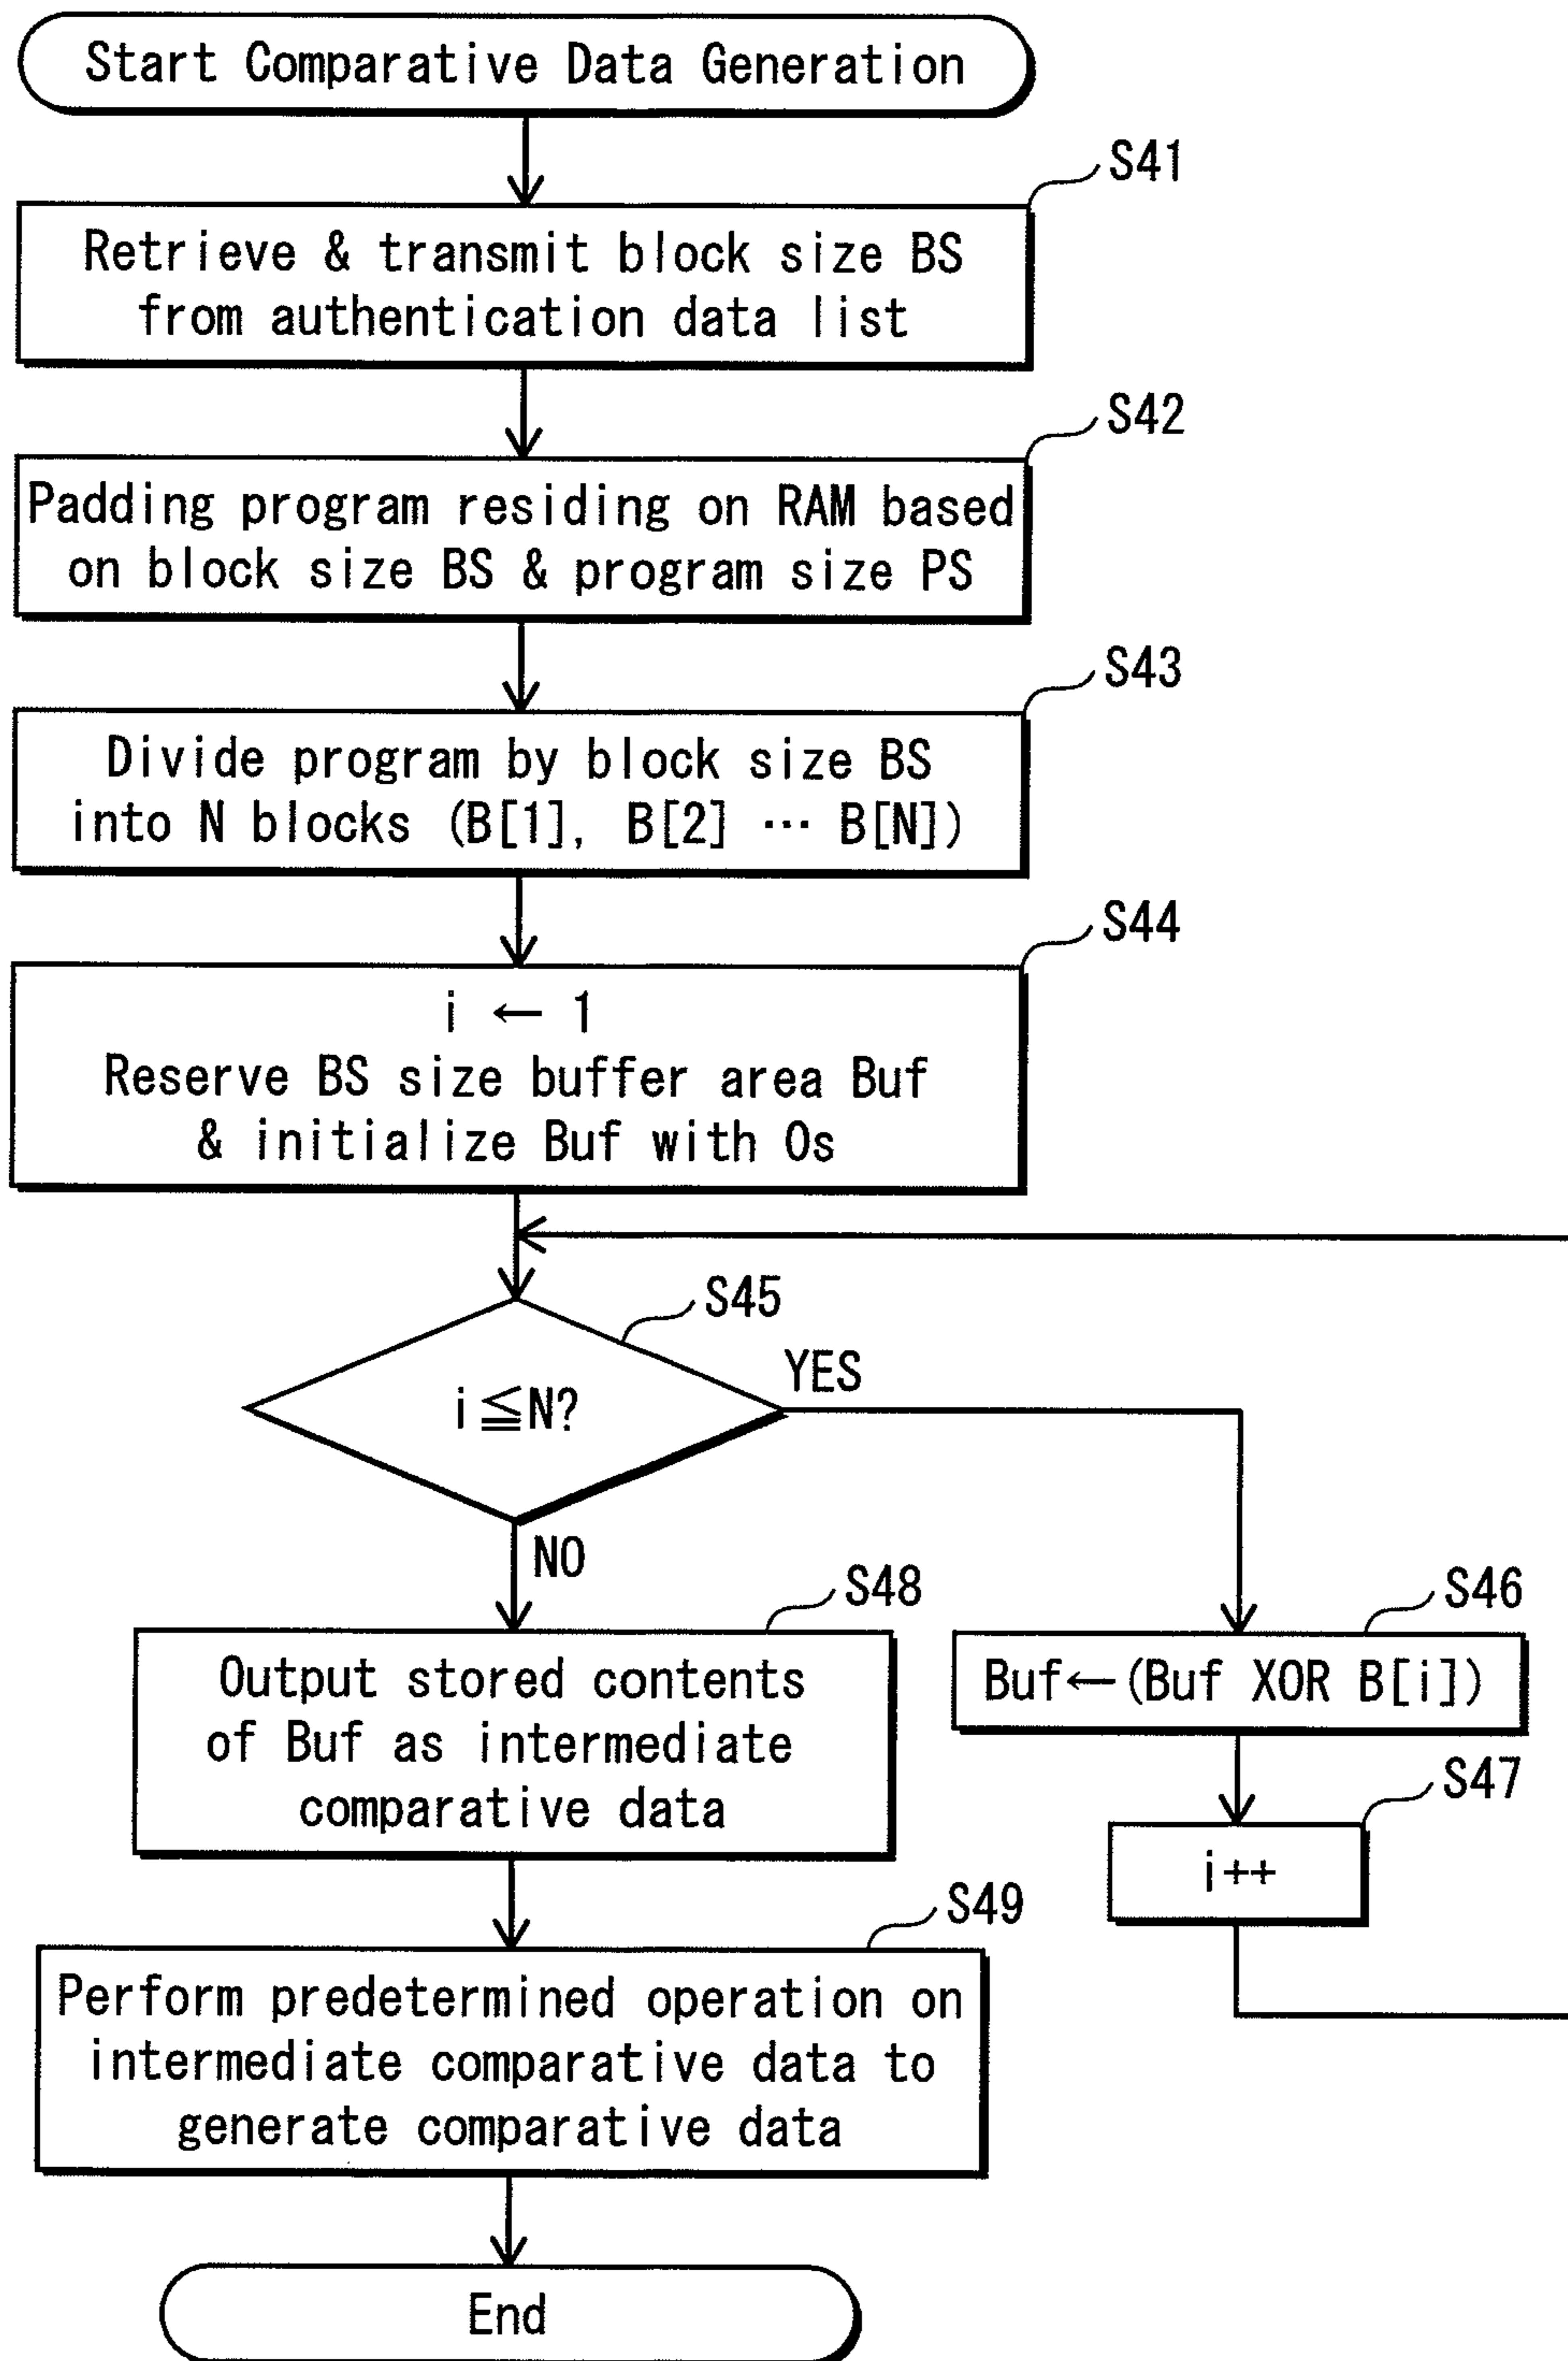 Start Comparative Data Generation
S41
Retrieve & transmit block size BS
from authentication data list
S42
Padding program residing on RAM based
on block size BS & program size PS
S43
Divide program by block size BS
into N blocks (B[1], B[2] ··· B[N])
S44
i ← 1
Reserve BS size buffer area Buf
& initialize Buf with 0s
S45
i≦N?
YES
NO
S48
Output stored contents
of Buf as intermediate
comparative data
S46
Buf←(Buf XOR B[i])
S47
i++
S49
Perform predetermined operation on
intermediate comparative data to
generate comparative data
End